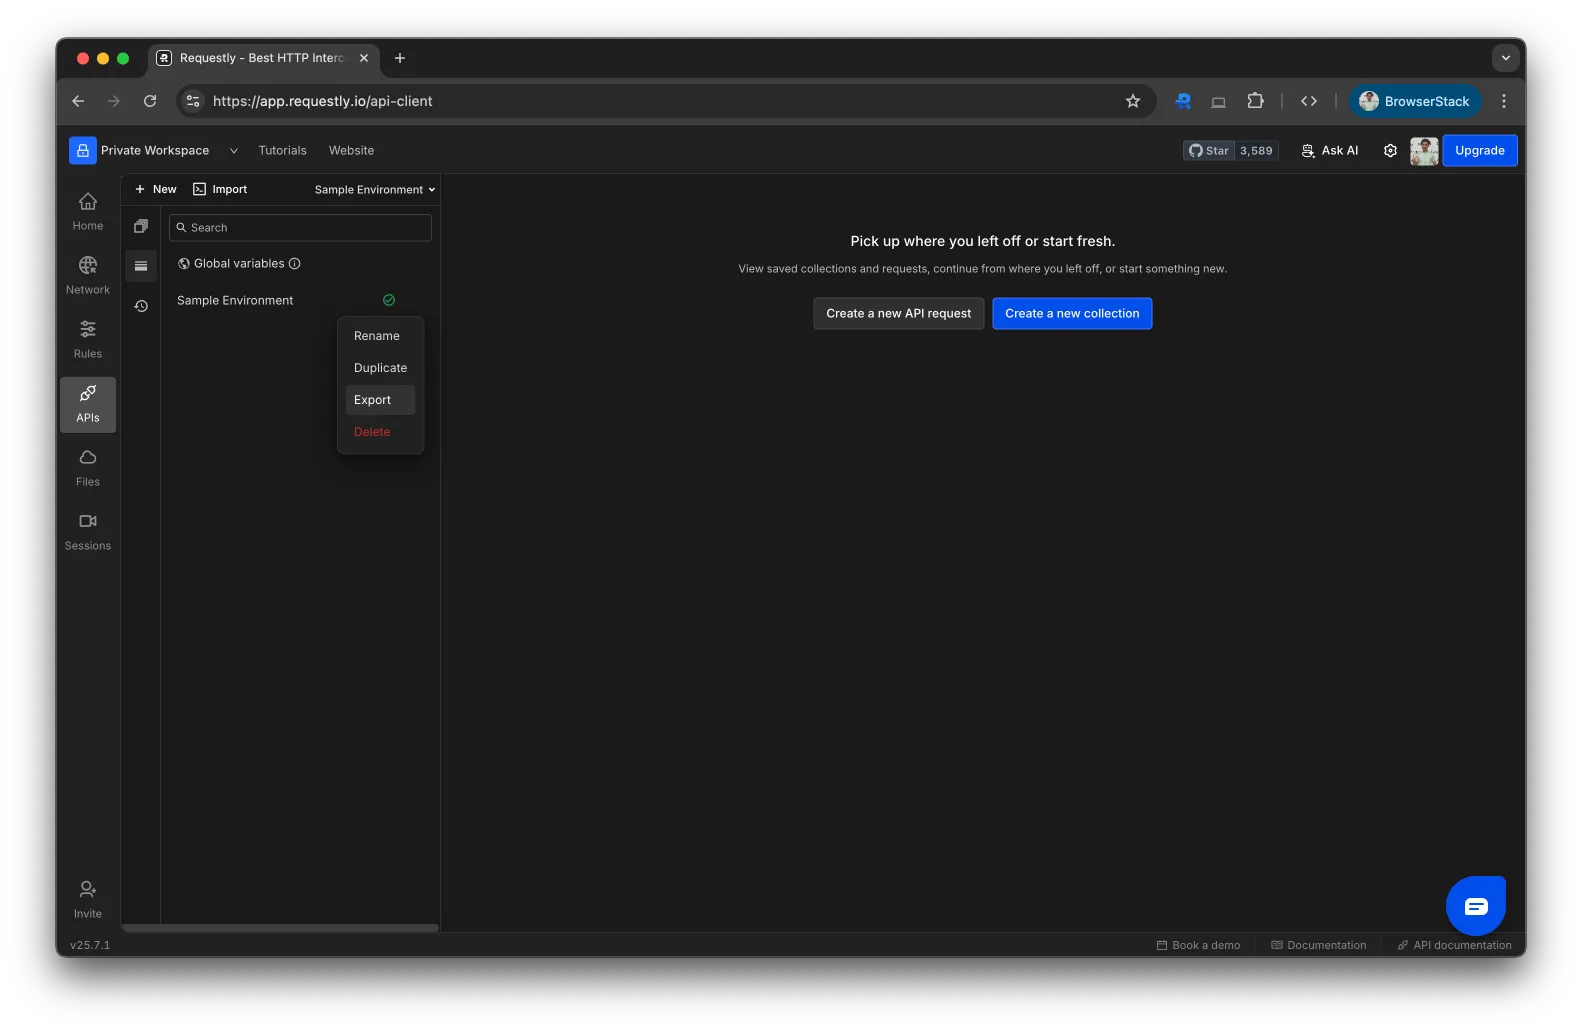 Requestly - Best HTTP Interc
https://app.requestly.io/api-client
BrowserStack
Private Workspace
Tutorials
Website
Star 3,589
Ask AI
Upgrade
Home
Network
Rules
APIs
Files
Sessions
Invite
New
Import
Sample Environment
Search
Global variables
Sample Environment
Rename
Duplicate
Export
Delete
Pick up where you left off or start fresh.
View saved collections and requests, continue from where you left off, or start something new.
Create a new API request
Create a new collection
v25.7.1
Book a demo
Documentation
API documentation